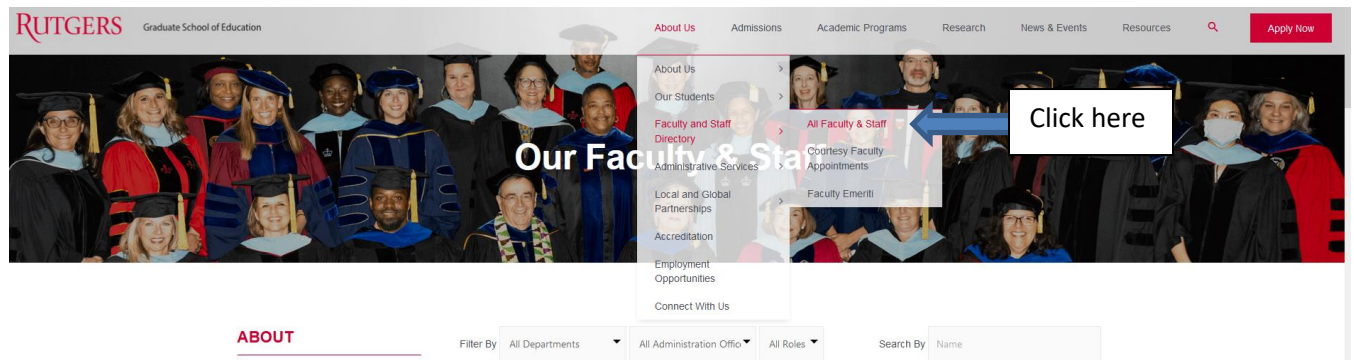 RUTGERS Graduate School of Education About Us Admissions Academic Programs Research News & Events Resources Apply Now
About Us
Our Students
Faculty and Staff
Directory
Administrative Services
Local and Global
Partnerships
Accreditation
Employment
Opportunities
Connect With Us
All Faculty & Staff
Courtesy Faculty
Appointments
Faculty Emeriti
Click here
Our Faculty & Staff
ABOUT
Filter By All Departments All Administration Offic All Roles Search By Name